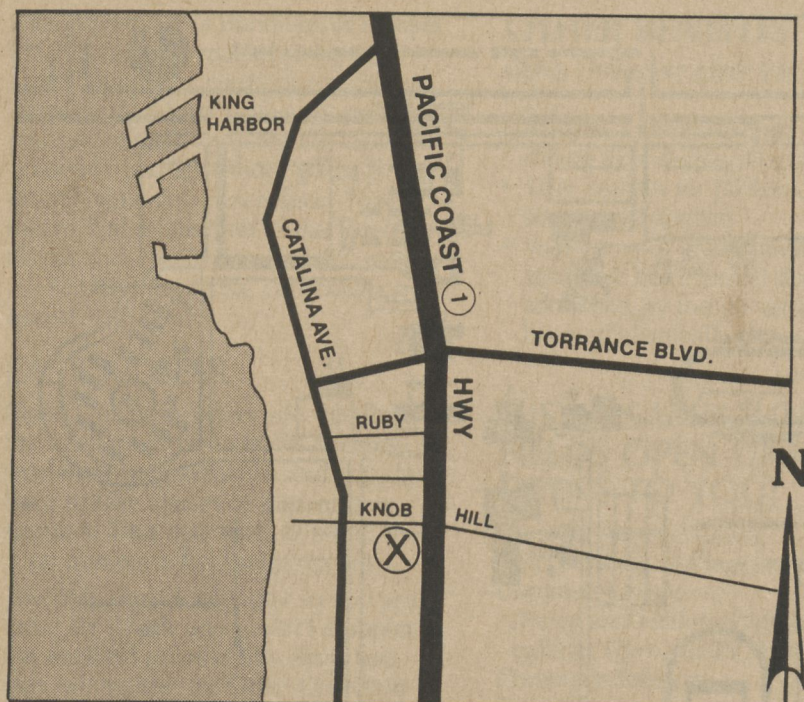 KING
HARBOR
PACIFIC COAST 1
HWY
CATALINA AVE.
TORRANCE BLVD.
RUBY
N
KNOB
HILL
X